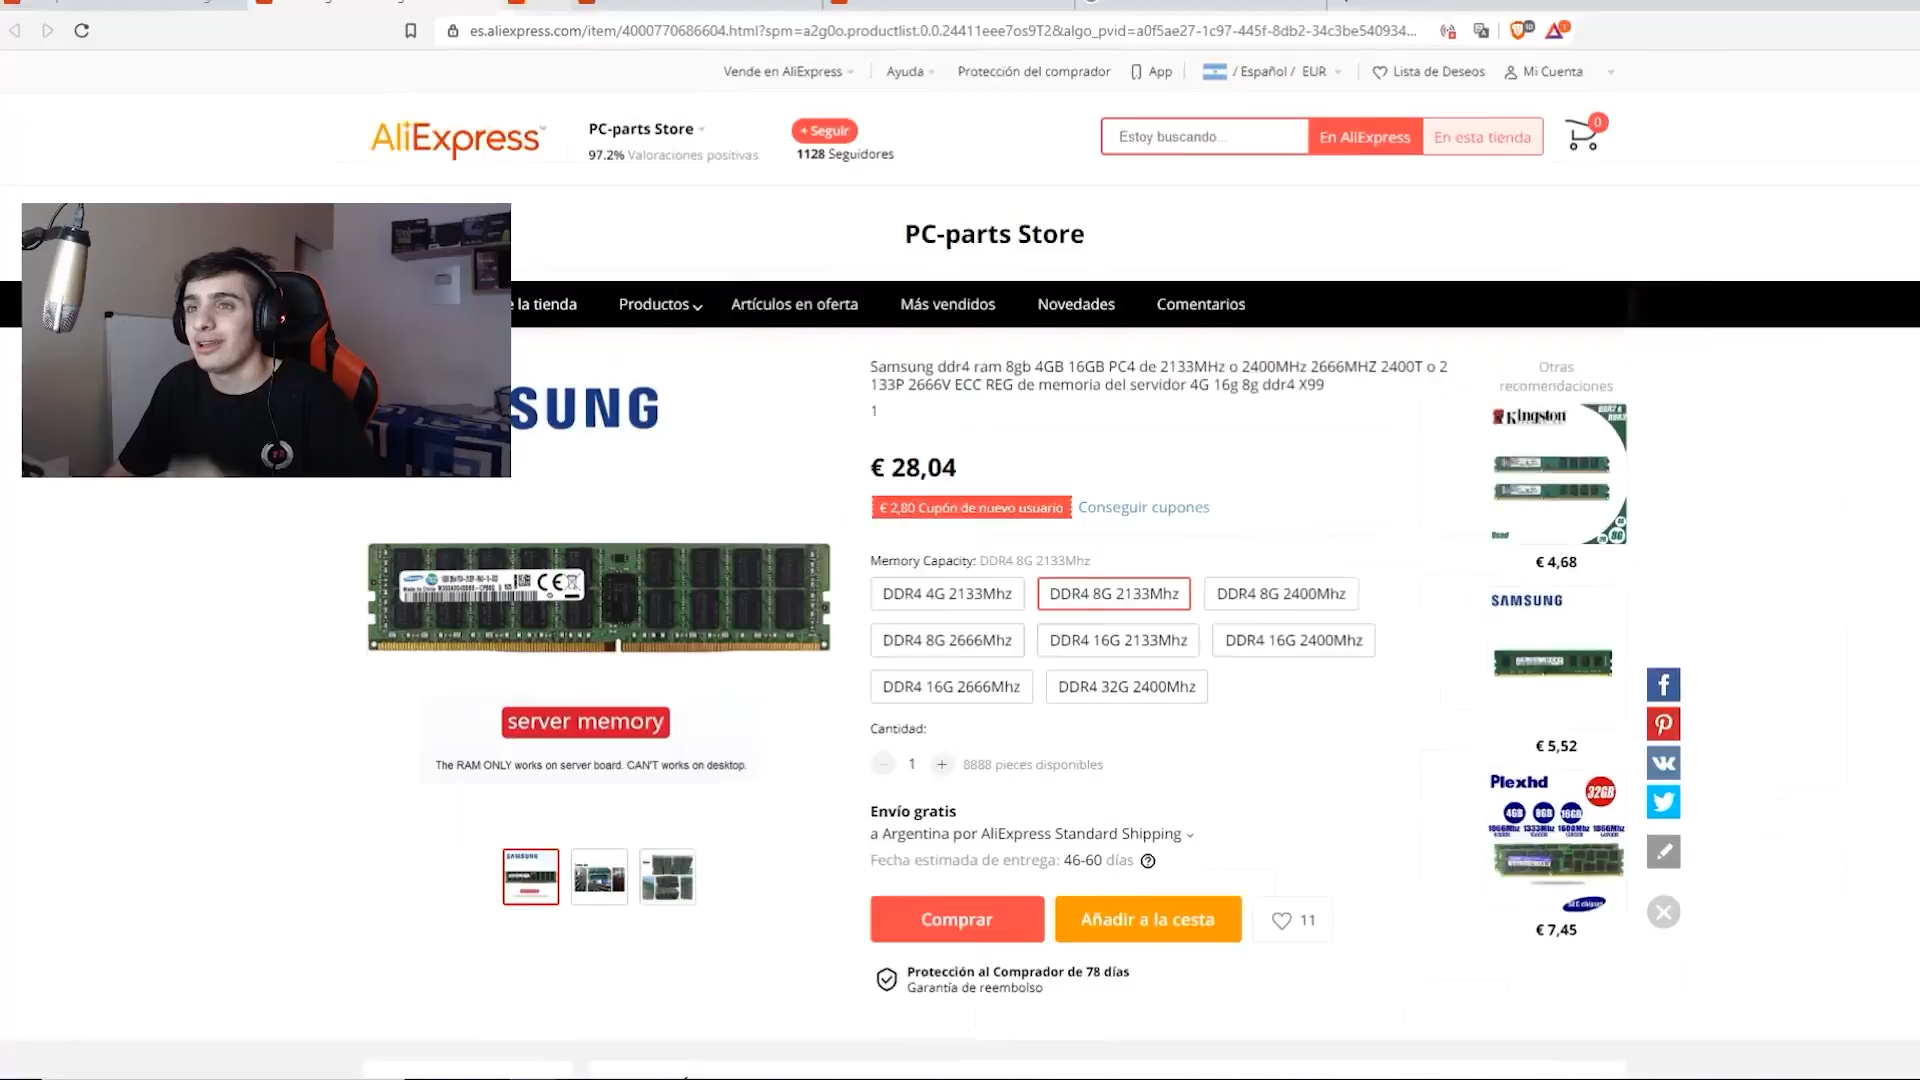 es.aliexpress.com/item/4000770686604.html?spm=a2g0o.productlist.0.0.24411eee7os9T2&algo_pvid=a0f5ae27-1c97-445f-8db2-34c3be540934...
Vende en AliExpress
Ayuda
Protección del comprador
App
/ Español / EUR
Lista de Deseos
Mi Cuenta
AliExpress
PC-parts Store
97.2% Valoraciones positivas
+ Seguir
1128 Seguidores
Estoy buscando...
En AliExpress
En esta tienda
0
PC-parts Store
la tienda
Productos
Artículos en oferta
Más vendidos
Novedades
Comentarios
SUNG
server memory
The RAM ONLY works on server board. CAN'T works on desktop.
SAMSUNG
Samsung ddr4 ram 8gb 4GB 16GB PC4 de 2133MHz o 2400MHz 2666MHZ 2400T o 2
133P 2666V ECC REG de memoria del servidor 4G 16g 8g ddr4 X99
1
€ 28,04
€ 2,80 Cupón de nuevo usuario
Conseguir cupones
Memory Capacity: DDR4 8G 2133Mhz
DDR4 4G 2133Mhz
DDR4 8G 2133Mhz
DDR4 8G 2400Mhz
DDR4 8G 2666Mhz
DDR4 16G 2133Mhz
DDR4 16G 2400Mhz
DDR4 16G 2666Mhz
DDR4 32G 2400Mhz
Cantidad:
1
8888 pieces disponibles
Envío gratis
a Argentina por AliExpress Standard Shipping
Fecha estimada de entrega: 46-60 días
Comprar
Añadir a la cesta
11
Protección al Comprador de 78 días
Garantía de reembolso
Otras
recomendaciones
Kingston
€ 4,68
SAMSUNG
€ 5,52
Plexhd
32GB
4GB 8GB 16GB
€ 7,45